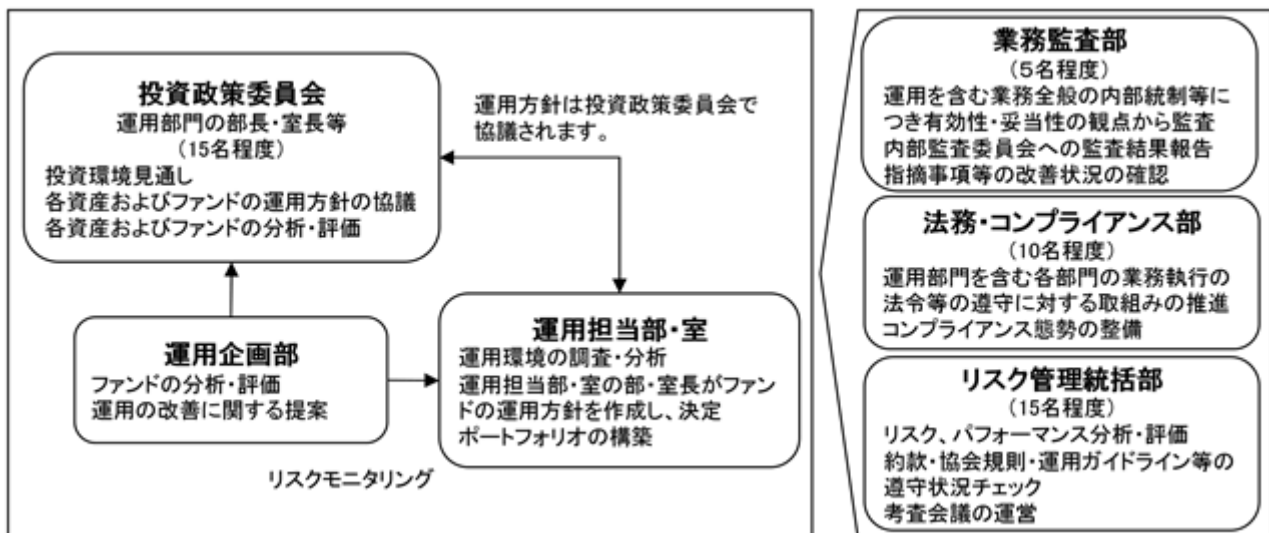 投資政策委員会
運用部門の部長・室長等
(15名程度)
投資環境見通し
各資産およびファンドの運用方針の協議
各資産およびファンドの分析・評価
運用方針は投資政策委員会で
協議されます。
運用企画部
ファンドの分析・評価
運用の改善に関する提案
運用担当部・室
運用環境の調査・分析
運用担当部・室の部・室長がファン
ドの運用方針を作成し、決定
ポートフォリオの構築
リスクモニタリング
業務監査部
(5名程度)
運用を含む業務全般の内部統制等に
つき有効性・妥当性の観点から監査
内部監査委員会への監査結果報告
指摘事項等の改善状況の確認
法務・コンプライアンス部
(10名程度)
運用部門を含む各部門の業務執行の
法令等の遵守に対する取組みの推進
コンプライアンス態勢の整備
リスク管理統括部
(15名程度)
リスク、パフォーマンス分析・評価
約款・協会規則・運用ガイドライン等の
遵守状況チェック
考査会議の運営